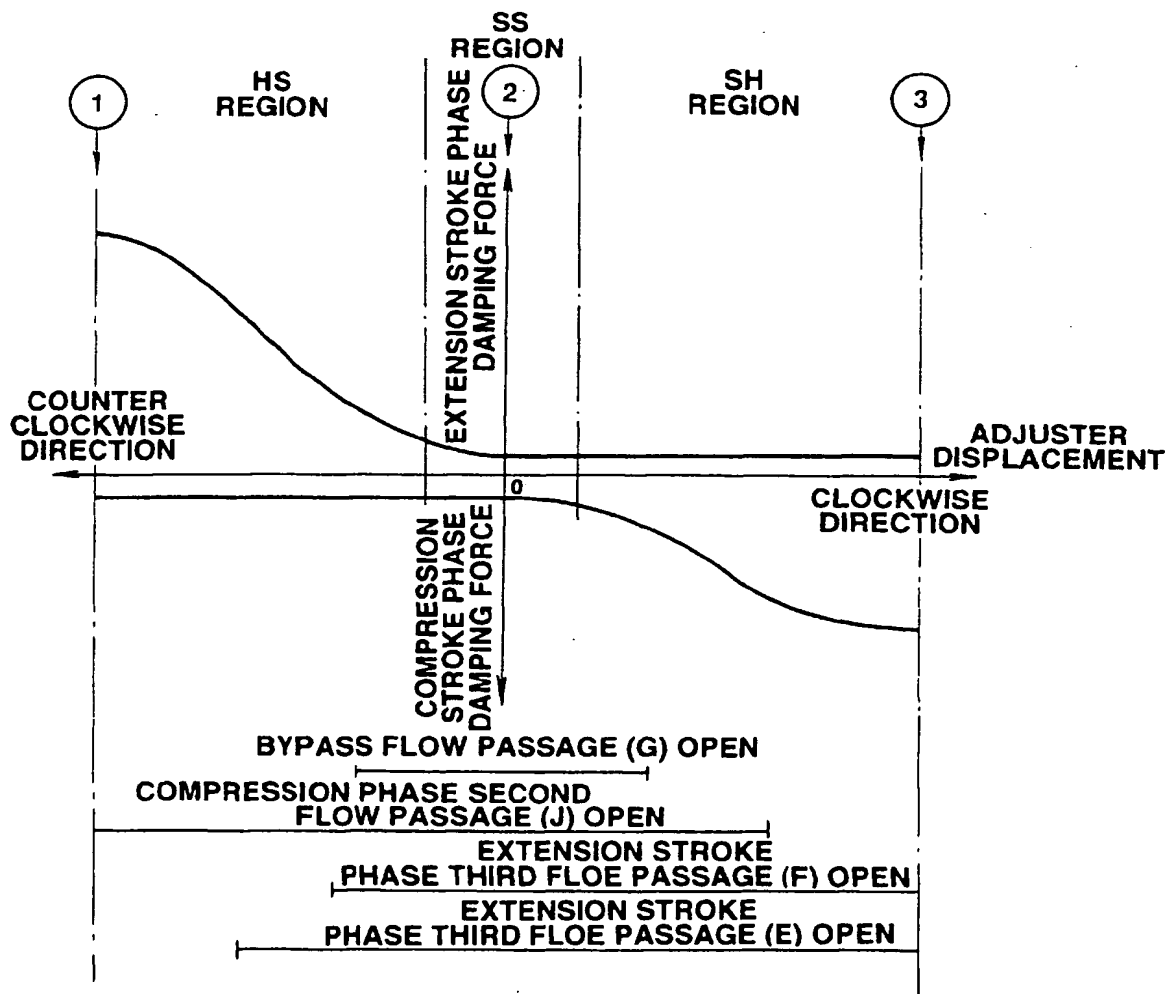 SS
REGION
HS
REGION
SH
REGION
1
2
3
EXTENSION STROKE PHASE
DAMPING FORCE
COUNTER
CLOCKWISE
DIRECTION
ADJUSTER
DISPLACEMENT
0
CLOCKWISE
DIRECTION
COMPRESSION
STROKE PHASE
DAMPING FORCE
BYPASS FLOW PASSAGE (G) OPEN
COMPRESSION PHASE SECOND
FLOW PASSAGE (J) OPEN
EXTENSION STROKE
PHASE THIRD FLOE PASSAGE (F) OPEN
EXTENSION STROKE
PHASE THIRD FLOE PASSAGE (E) OPEN